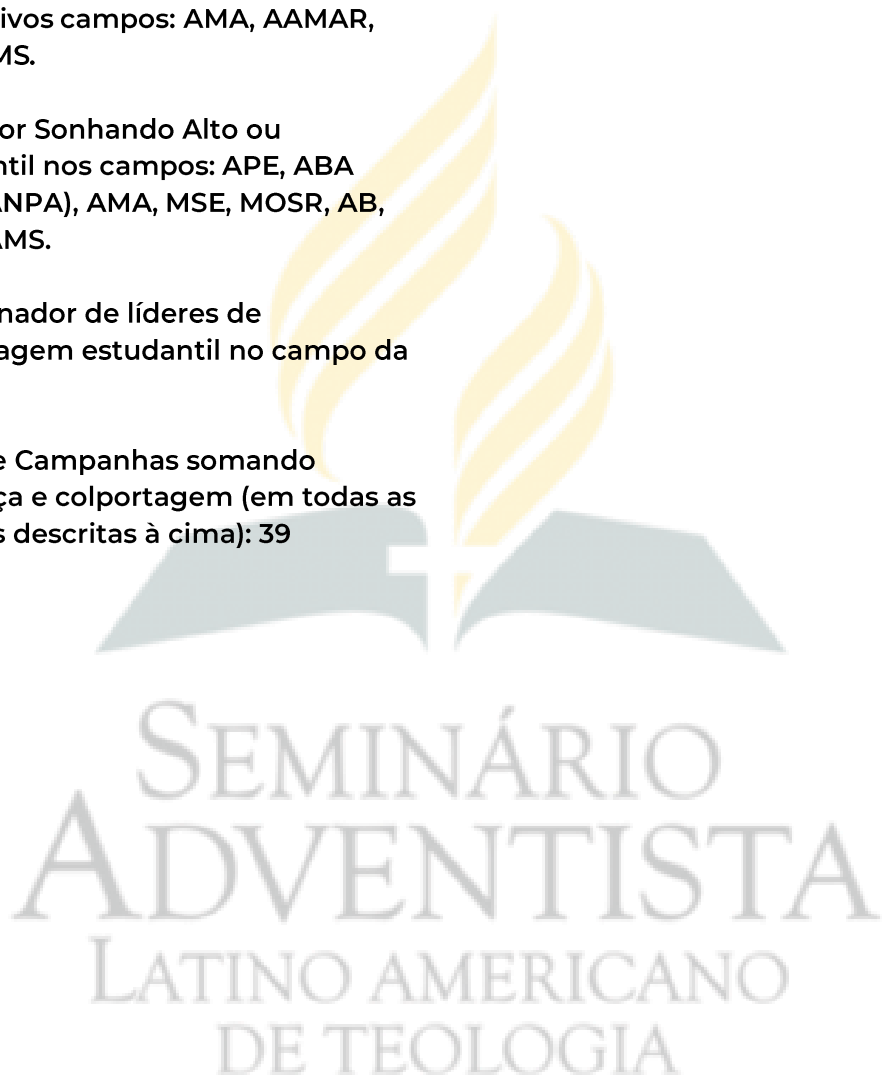 ivos campos: AMA, AAMAR,
MS.
or Sonhando Alto ou
ntil nos campos: APE, ABA
ANPA), AMA, MSE, MOSR, AB,
AMS.
nador de líderes de
agem estudantil no campo da
e Campanhas somando
ça e colportagem (em todas as
s descritas à cima): 39
SEMINÁRIO
ADVENTISTA
LATINO AMERICANO
DE TEOLOGIA